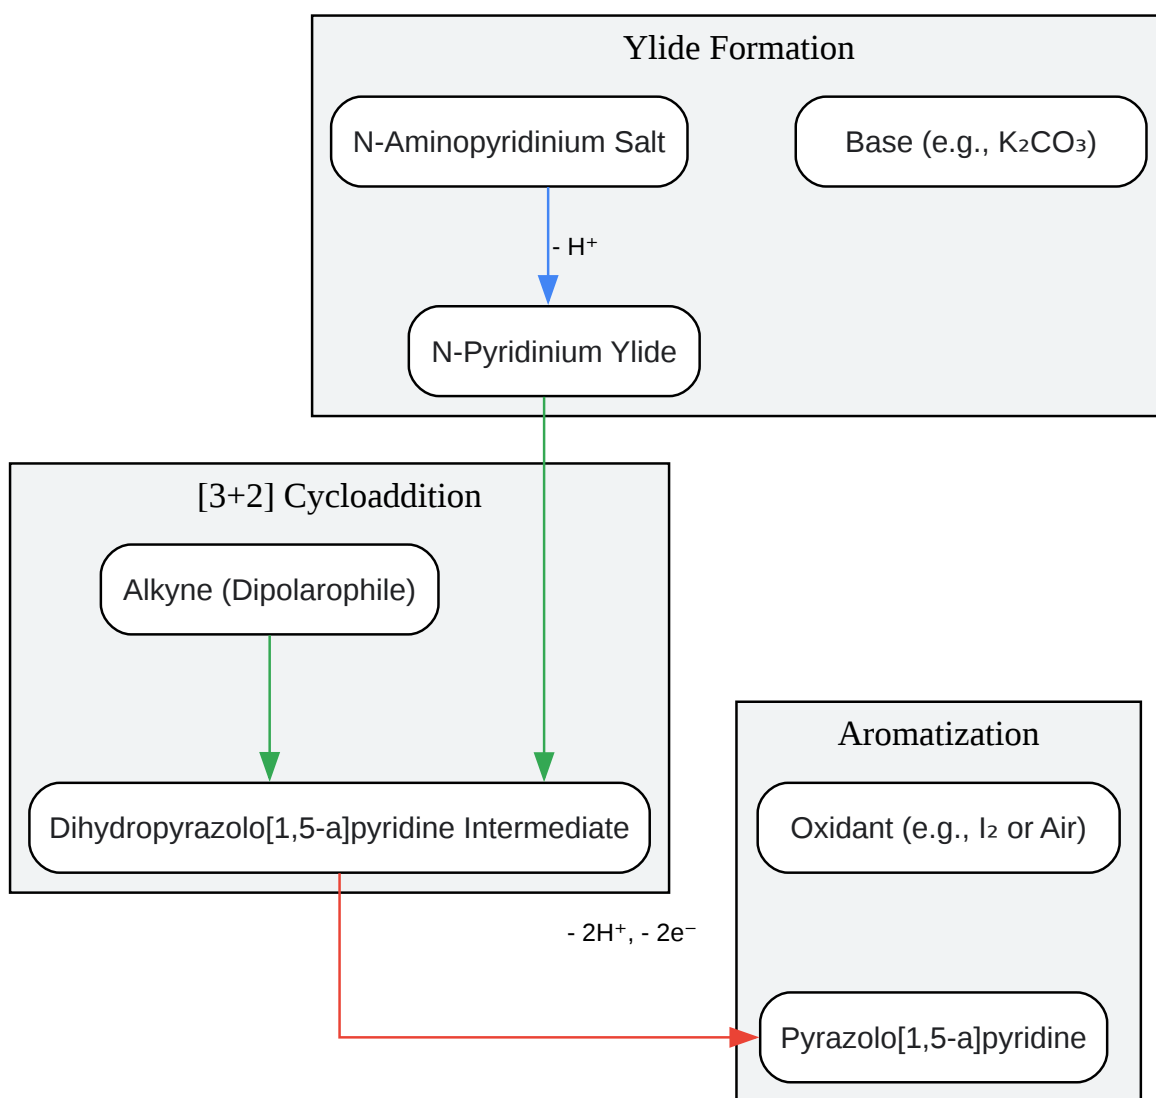 Ylide Formation
N-Aminopyridinium Salt
Base (e.g., K₂CO₃)
- H⁺
N-Pyridinium Ylide
[3+2] Cycloaddition
Alkyne (Dipolarophile)
Dihydropyrazolo[1,5-a]pyridine Intermediate
Aromatization
Oxidant (e.g., I₂ or Air)
- 2H⁺, - 2e⁻
Pyrazolo[1,5-a]pyridine